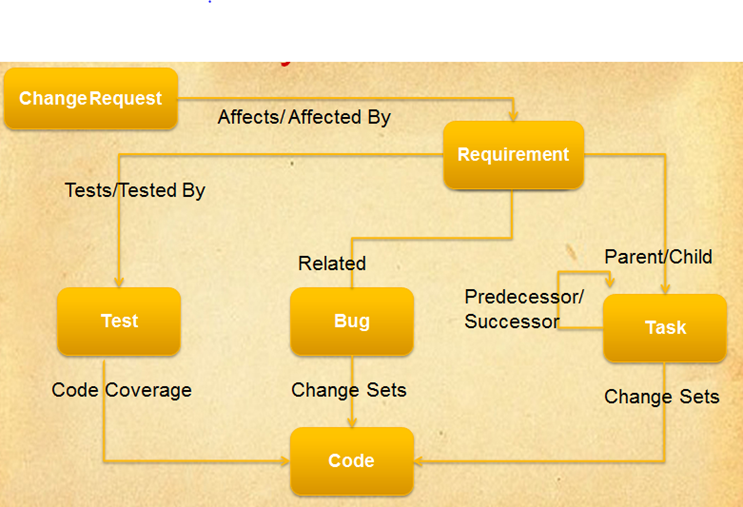 ChangeRequest
Affects/Affected By
Requirement
Tests/Tested By
Related
Parent/Child
Predecessor/
Successor
Test
Bug
Task
Code Coverage
Change Sets
Change Sets
Code